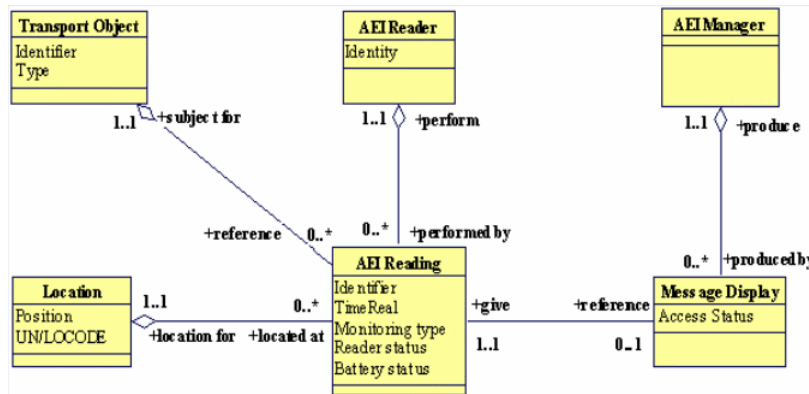 Transport Object
Identifier
Type
AEI Reader
Identity
AEI Manager
1..1
+subject for
1..1
+perform
1..1
+produce
+reference
0..*
0..*
+performed by
0..*
+produced by
Location
Position
UN/LOCODE
1..1
+location for
0..*
+located at
AEI Reading
Identifier
TimeReal
Monitoring type
Reader status
Battery status
+give
1..1
+reference
0..1
Message Display
Access Status